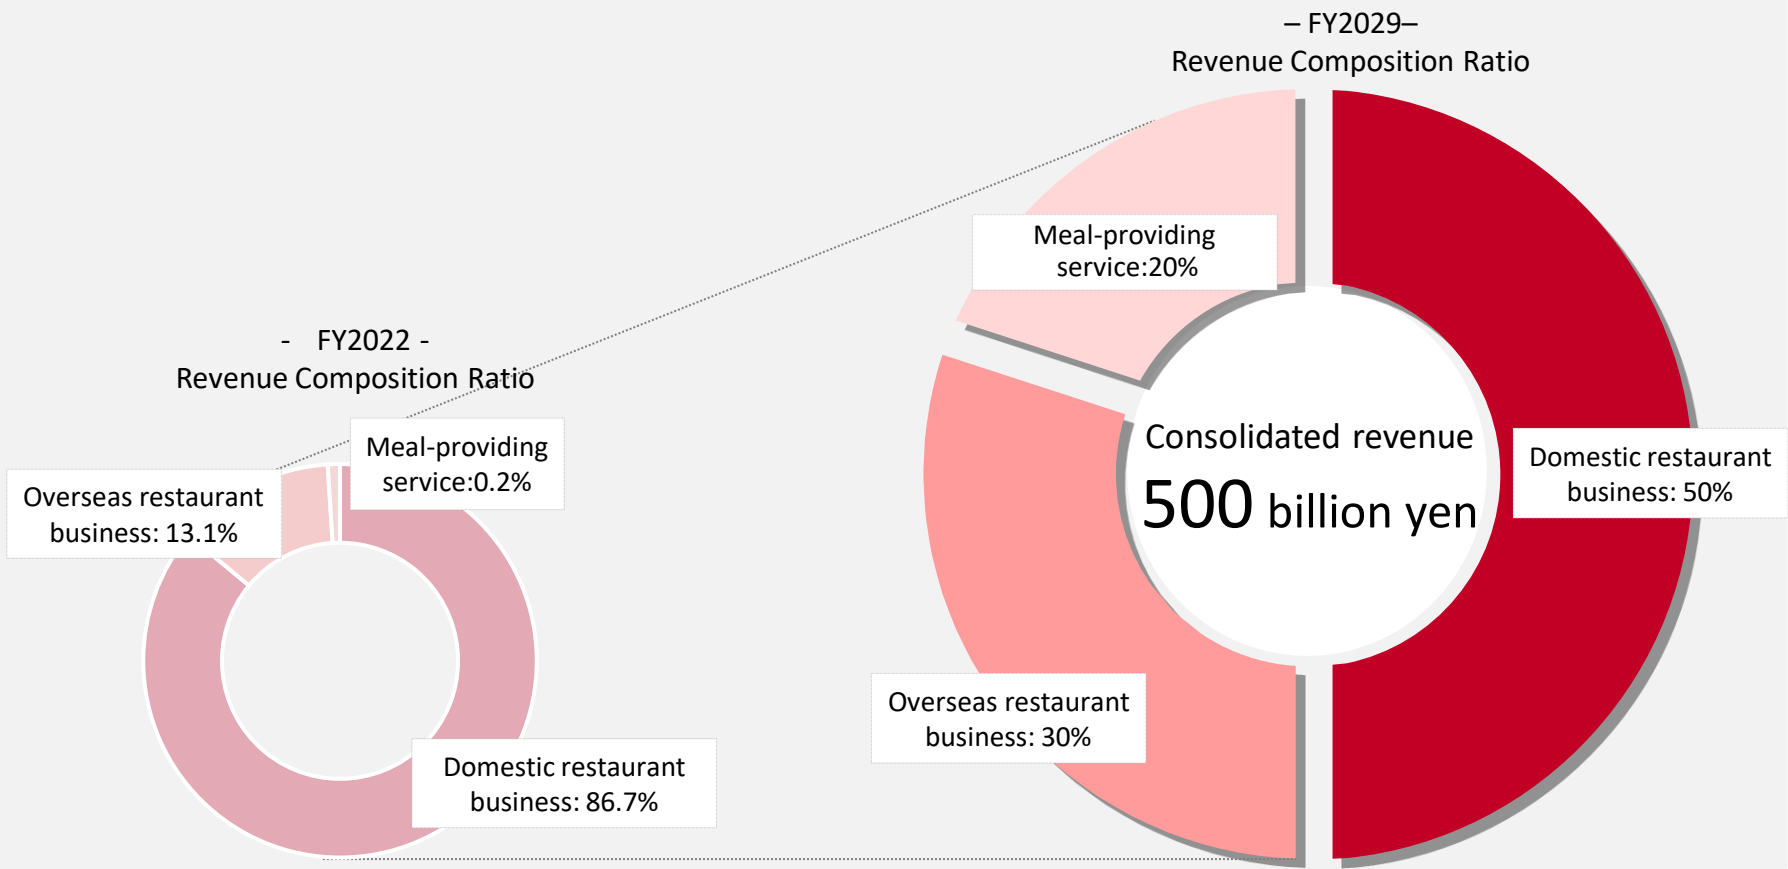 - FY2022 -
Revenue Composition Ratio
Meal-providing
service:0.2%
Overseas restaurant
business: 13.1%
Domestic restaurant
business: 86.7%
– FY2029–
Revenue Composition Ratio
Meal-providing
service:20%
Consolidated revenue
500 billion yen
Domestic restaurant
business: 50%
Overseas restaurant
business: 30%